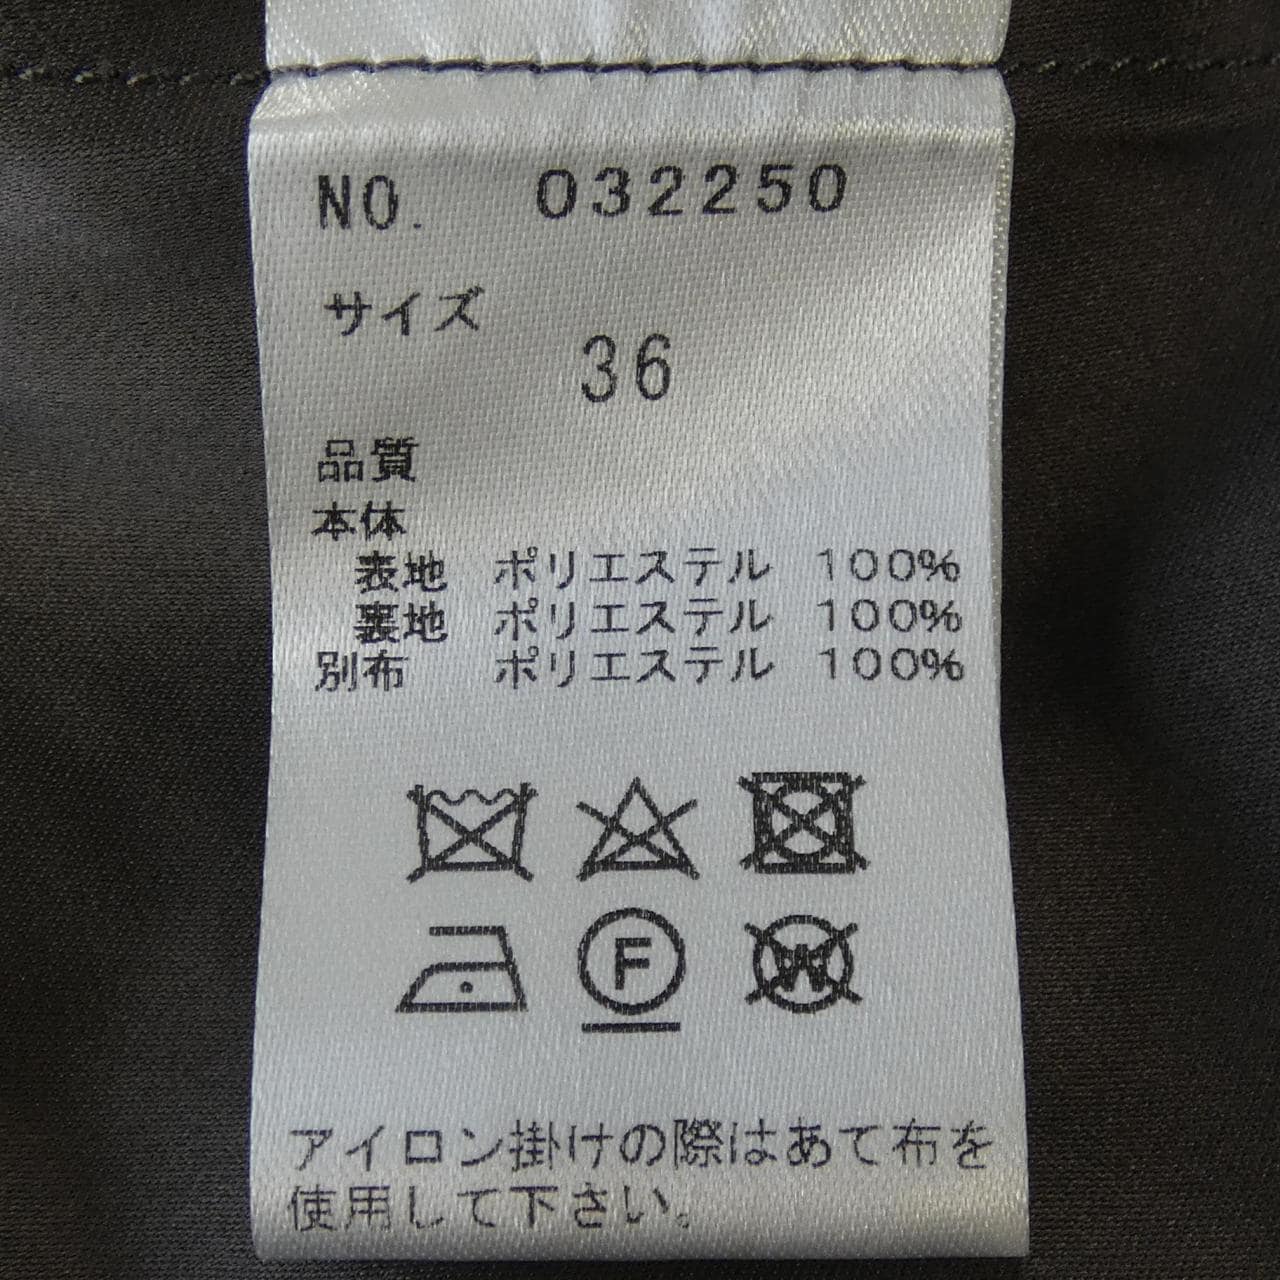 NO. 032250
サイズ
36
品質
本体
表地 ポリエステル 100%
裏地 ポリエステル 100%
別布 ポリエステル 100%
F
W
アイロン掛けの際はあて布を
使用して下さい。